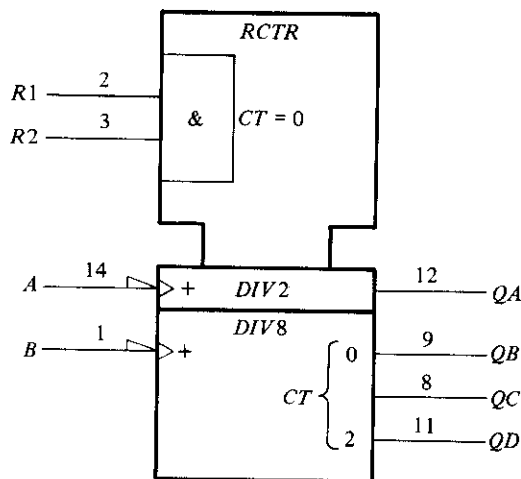 RCTR
R1 2
& CT = 0
R2 3
A 14 + DIV2 12 QA
DIV8
B 1 + 0 9 QB
CT 8 QC
2 11 QD